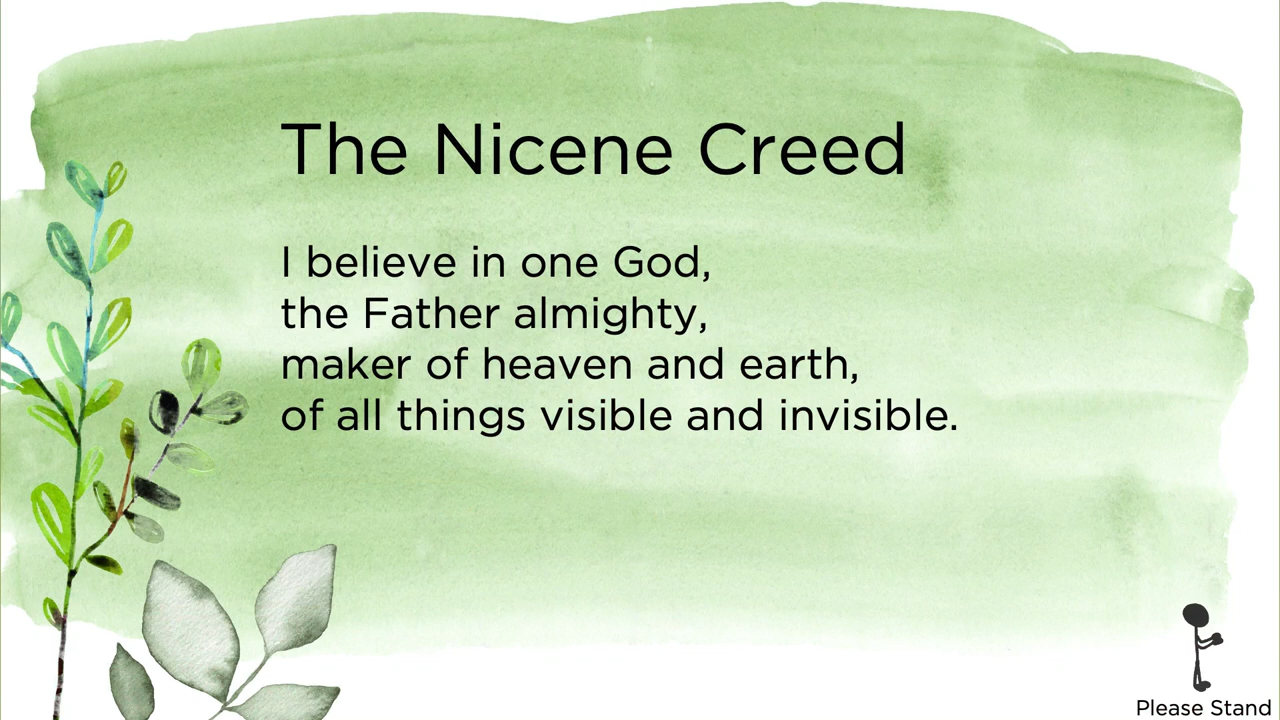 The Nicene Creed
I believe in one God,
the Father almighty,
maker of heaven and earth,
of all things visible and invisible.
Please Stand